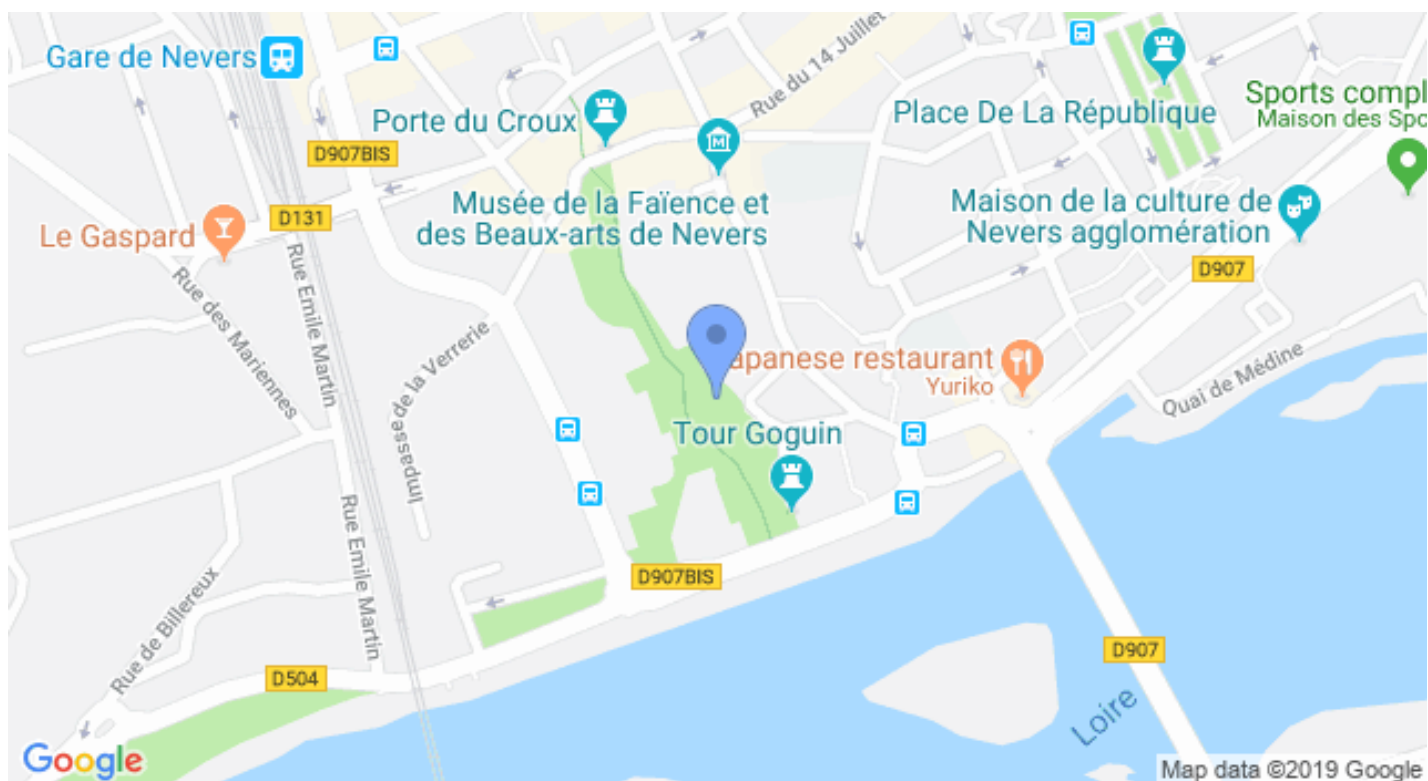 Gare de Nevers
Porte du Croux
Rue du 14 Juillet
Place De La République
Sports compl
Maison des Spo
D907BIS
Musée de la Faïence et
des Beaux-arts de Nevers
Maison de la culture de
Nevers agglomération
D131
Le Gaspard
D907
Rue des Mariennes
Rue Emile Martin
Impasse de la Verrerie
apanese restaurant
Yuriko
Quai de Médine
Tour Goguin
Rue Emile Martin
D907BIS
Rue de Billereux
D504
D907
Loire
Google
Map data ©2019 Google